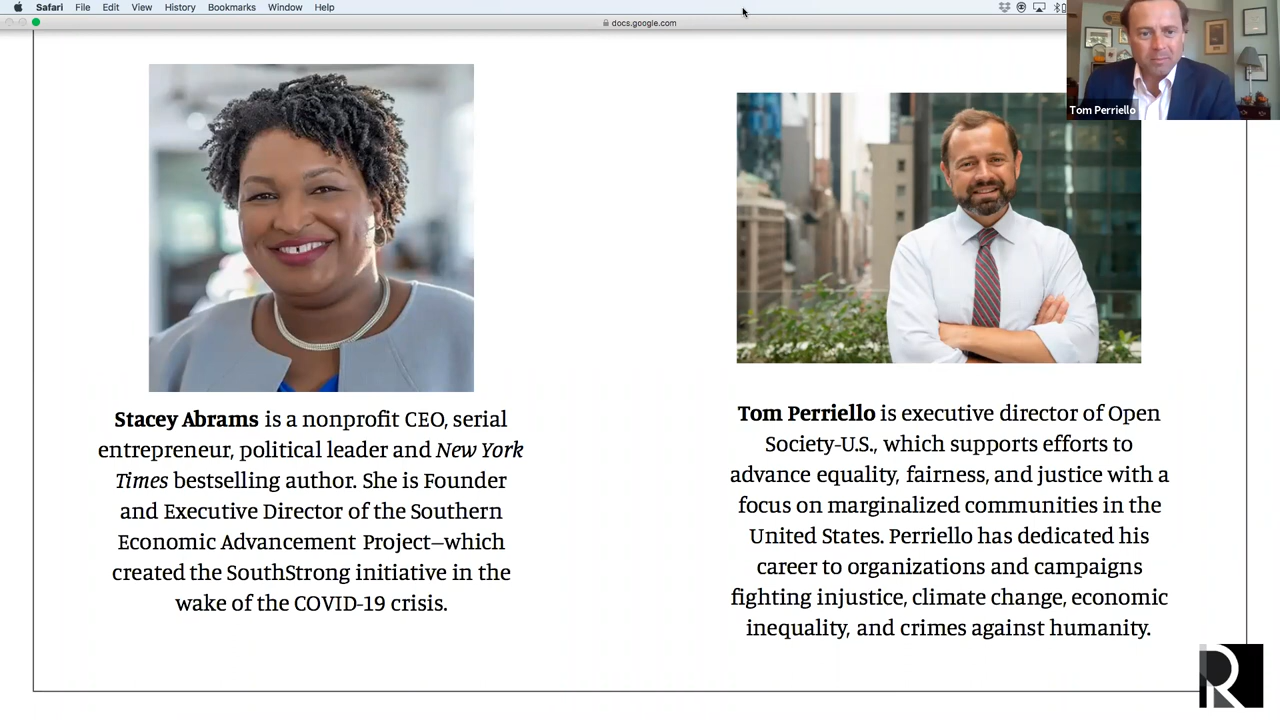 Safari File Edit View History Bookmarks Window Help
docs.google.com
Tom Perriello
Stacey Abrams is a nonprofit CEO, serial
entrepreneur, political leader and New York
Times bestselling author. She is Founder
and Executive Director of the Southern
Economic Advancement Project–which
created the SouthStrong initiative in the
wake of the COVID-19 crisis.
Tom Perriello is executive director of Open
Society-U.S., which supports efforts to
advance equality, fairness, and justice with a
focus on marginalized communities in the
United States. Perriello has dedicated his
career to organizations and campaigns
fighting injustice, climate change, economic
inequality, and crimes against humanity.
R